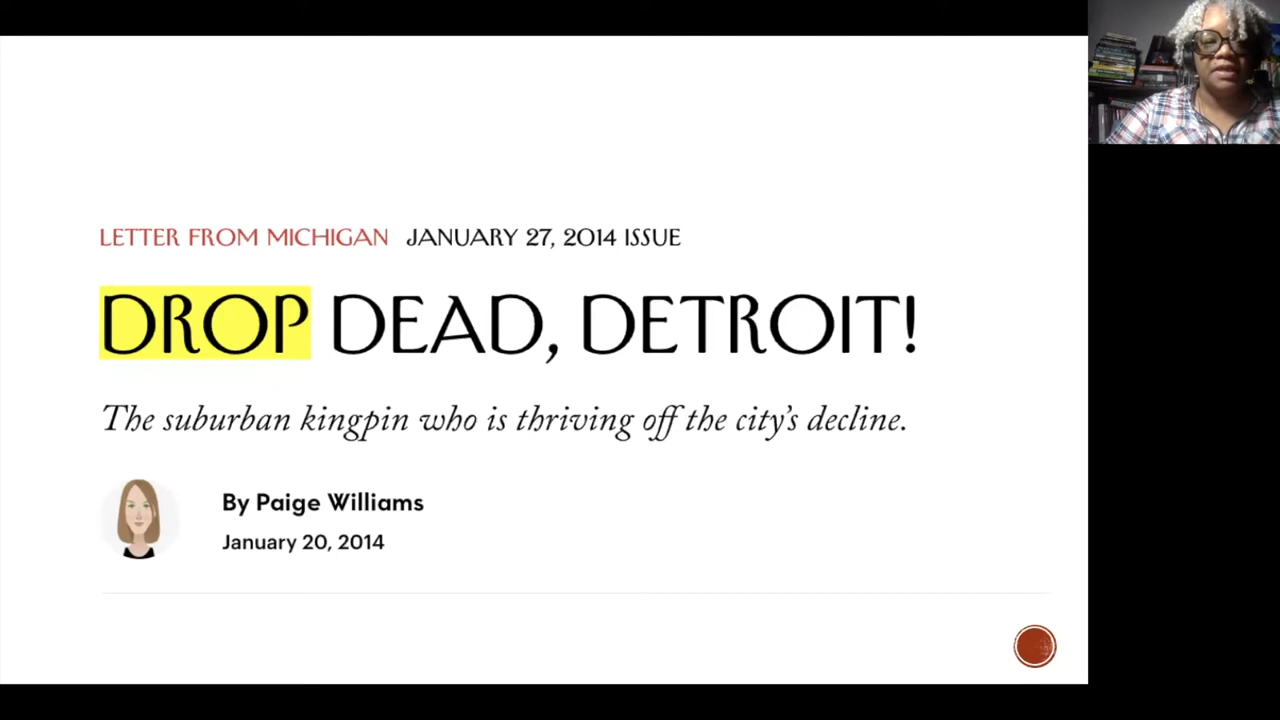 LETTER FROM MICHIGAN JANUARY 27, 2014 ISSUE
DROP DEAD, DETROIT!
The suburban kingpin who is thriving off the city's decline.
By Paige Williams
January 20, 2014